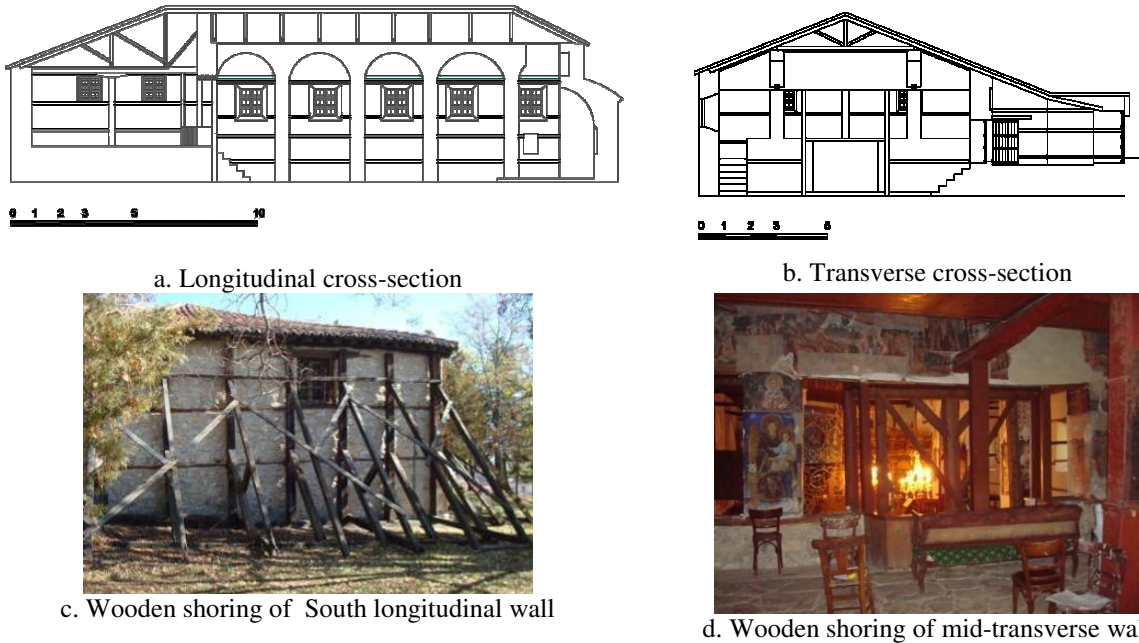 0 1 2 3 5 10
0 1 2 3 5
a. Longitudinal cross-section
b. Transverse cross-section
c. Wooden shoring of South longitudinal wall
d. Wooden shoring of mid-transverse wa